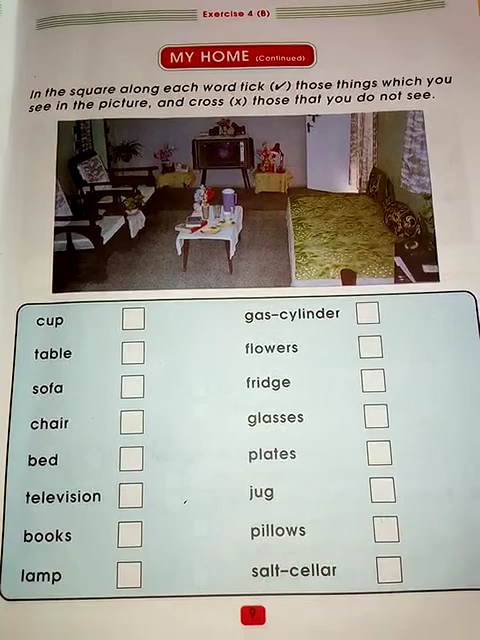 Exercise 4 (B)
MY HOME (Continued)
In the square along each word tick (✔) those things which you
see in the picture, and cross (x) those that you do not see.
cup
table
sofa
chair
bed
television
books
lamp
gas–cylinder
flowers
fridge
glasses
plates
jug
pillows
salt–cellar
9